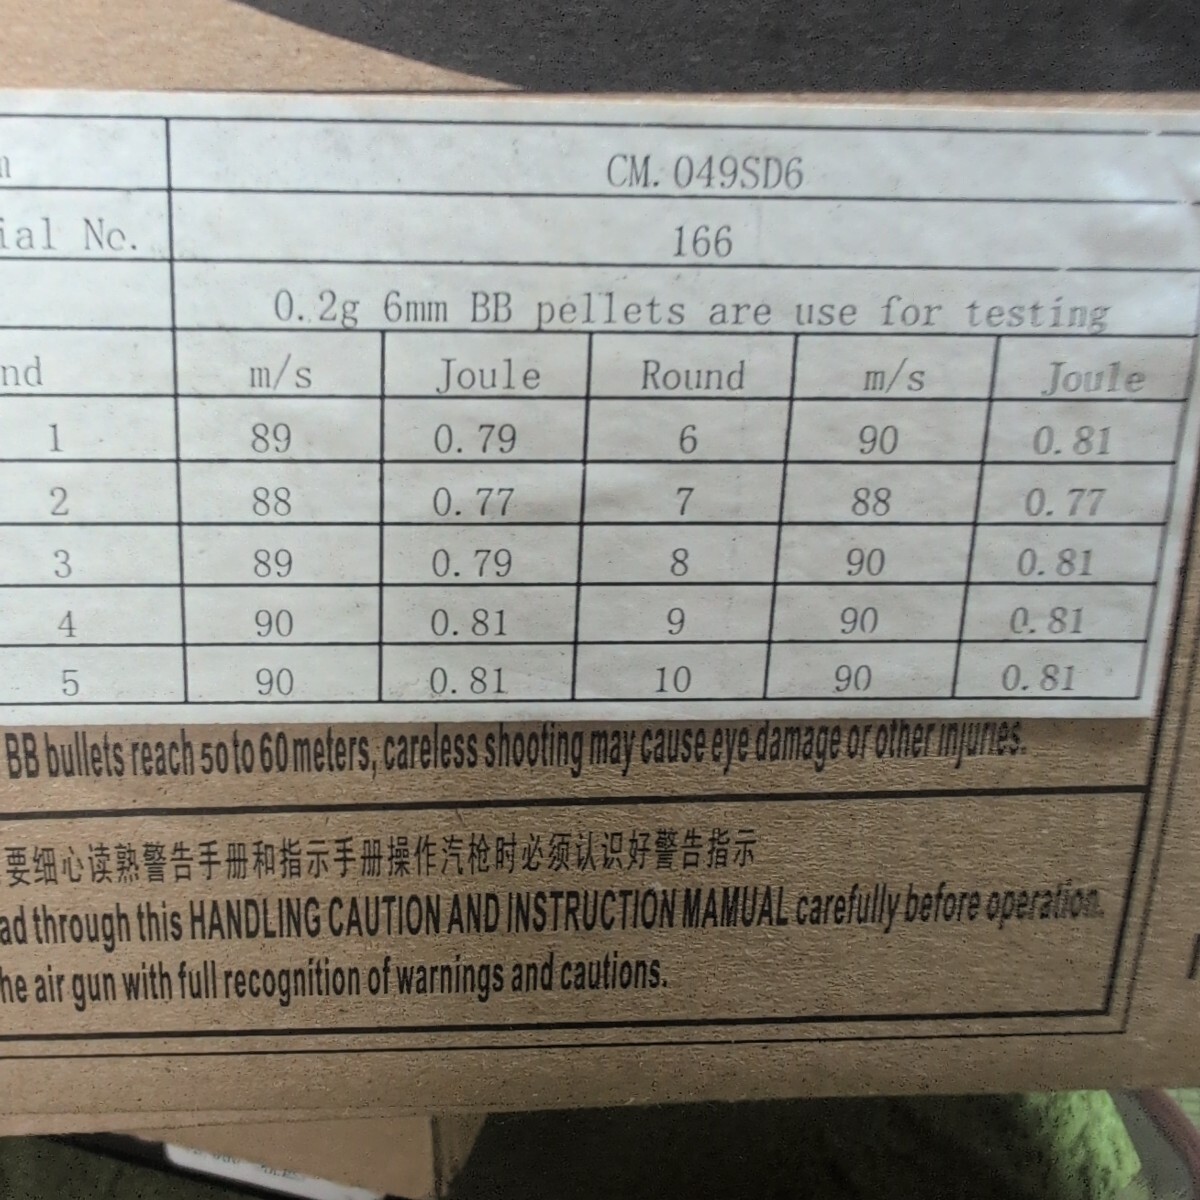 CM. 049SD6
ial No. 166
0.2g 6mm BB pellets are use for testing
nd m/s Joule Round m/s Joule
1 89 0.79 6 90 0.81
2 88 0.77 7 88 0.77
3 89 0.79 8 90 0.81
4 90 0.81 9 90 0.81
5 90 0.81 10 90 0.81
BB bullets reach 50 to 60 meters, careless shooting may cause eye damage or other injuries.
要细心读熟警告手册和指示手册操作汽枪时必须认识好警告指示
ad through this HANDLING CAUTION AND INSTRUCTION MAMUAL carefully before operation.
he air gun with full recognition of warnings and cautions.